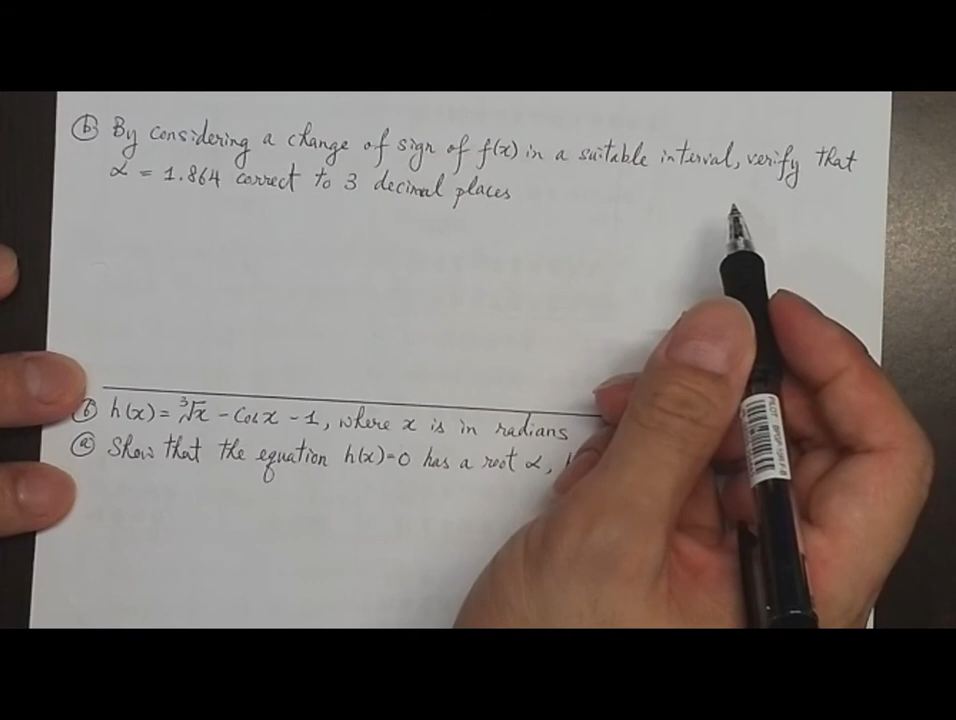 (b) By considering a change of sign of f(x) in a suitable interval, verify that
α = 1.864 correct to 3 decimal places
(6) h(x) = ∛x - Cos x - 1, where x is in radians
(a) Show that the equation h(x)=0 has a root α,
PILOT